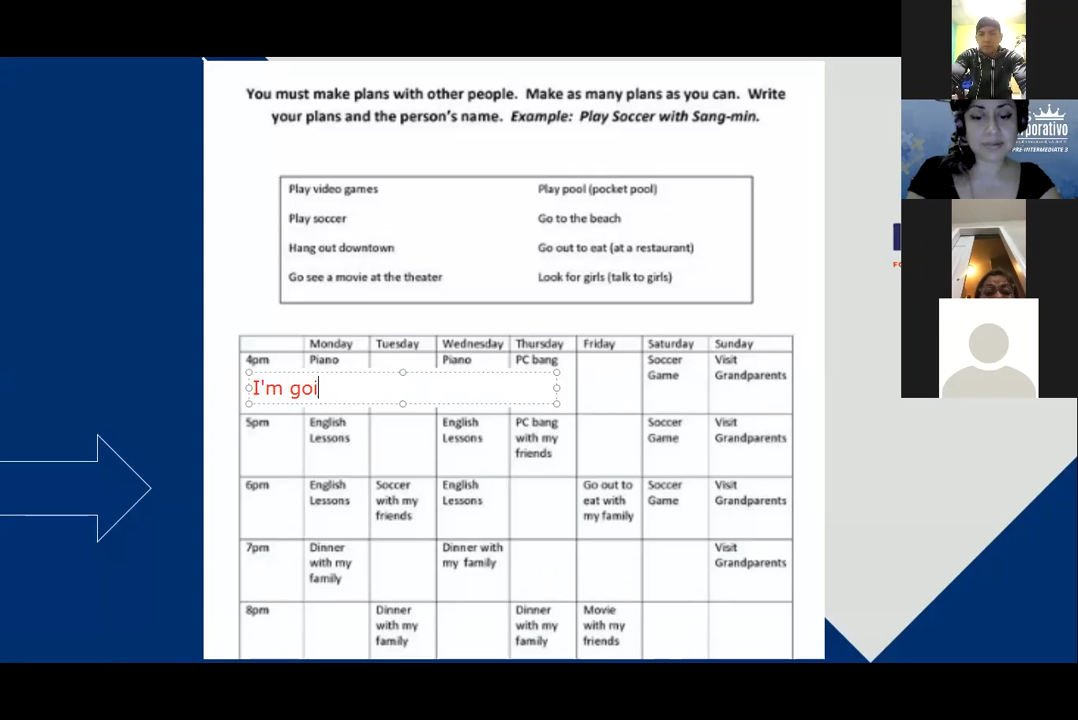 You must make plans with other people. Make as many plans as you can. Write
your plans and the person's name. Example: Play Soccer with Sang-min.
Play video games Play pool (pocket pool)
Play soccer Go to the beach
Hang out downtown Go out to eat (at a restaurant)
Go see a movie at the theater Look for girls (talk to girls)
Monday Tuesday Wednesday Thursday Friday Saturday Sunday
4pm Piano Piano PC bang Soccer Visit
Game Grandparents
I'm goi
5pm English English PC bang Soccer Visit
Lessons Lessons with my Game Grandparents
friends
6pm English Soccer English Go out to Soccer Visit
Lessons with my Lessons eat with Game Grandparents
friends my family
7pm Dinner Dinner with Visit
with my my family Grandparents
family
8pm Dinner Dinner Movie
with my with my with my
family family friends
porativo
PRE-INTERMEDIATE 3